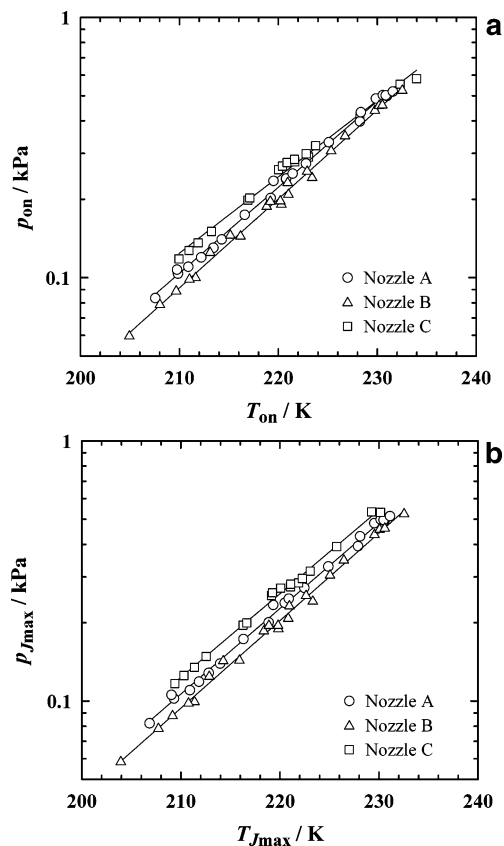 a
1
0.1
p_on / kPa
Nozzle A
Nozzle B
Nozzle C
200 210 220 230 240
T_on / K
b
1
0.1
p_Jmax / kPa
Nozzle A
Nozzle B
Nozzle C
200 210 220 230 240
T_Jmax / K